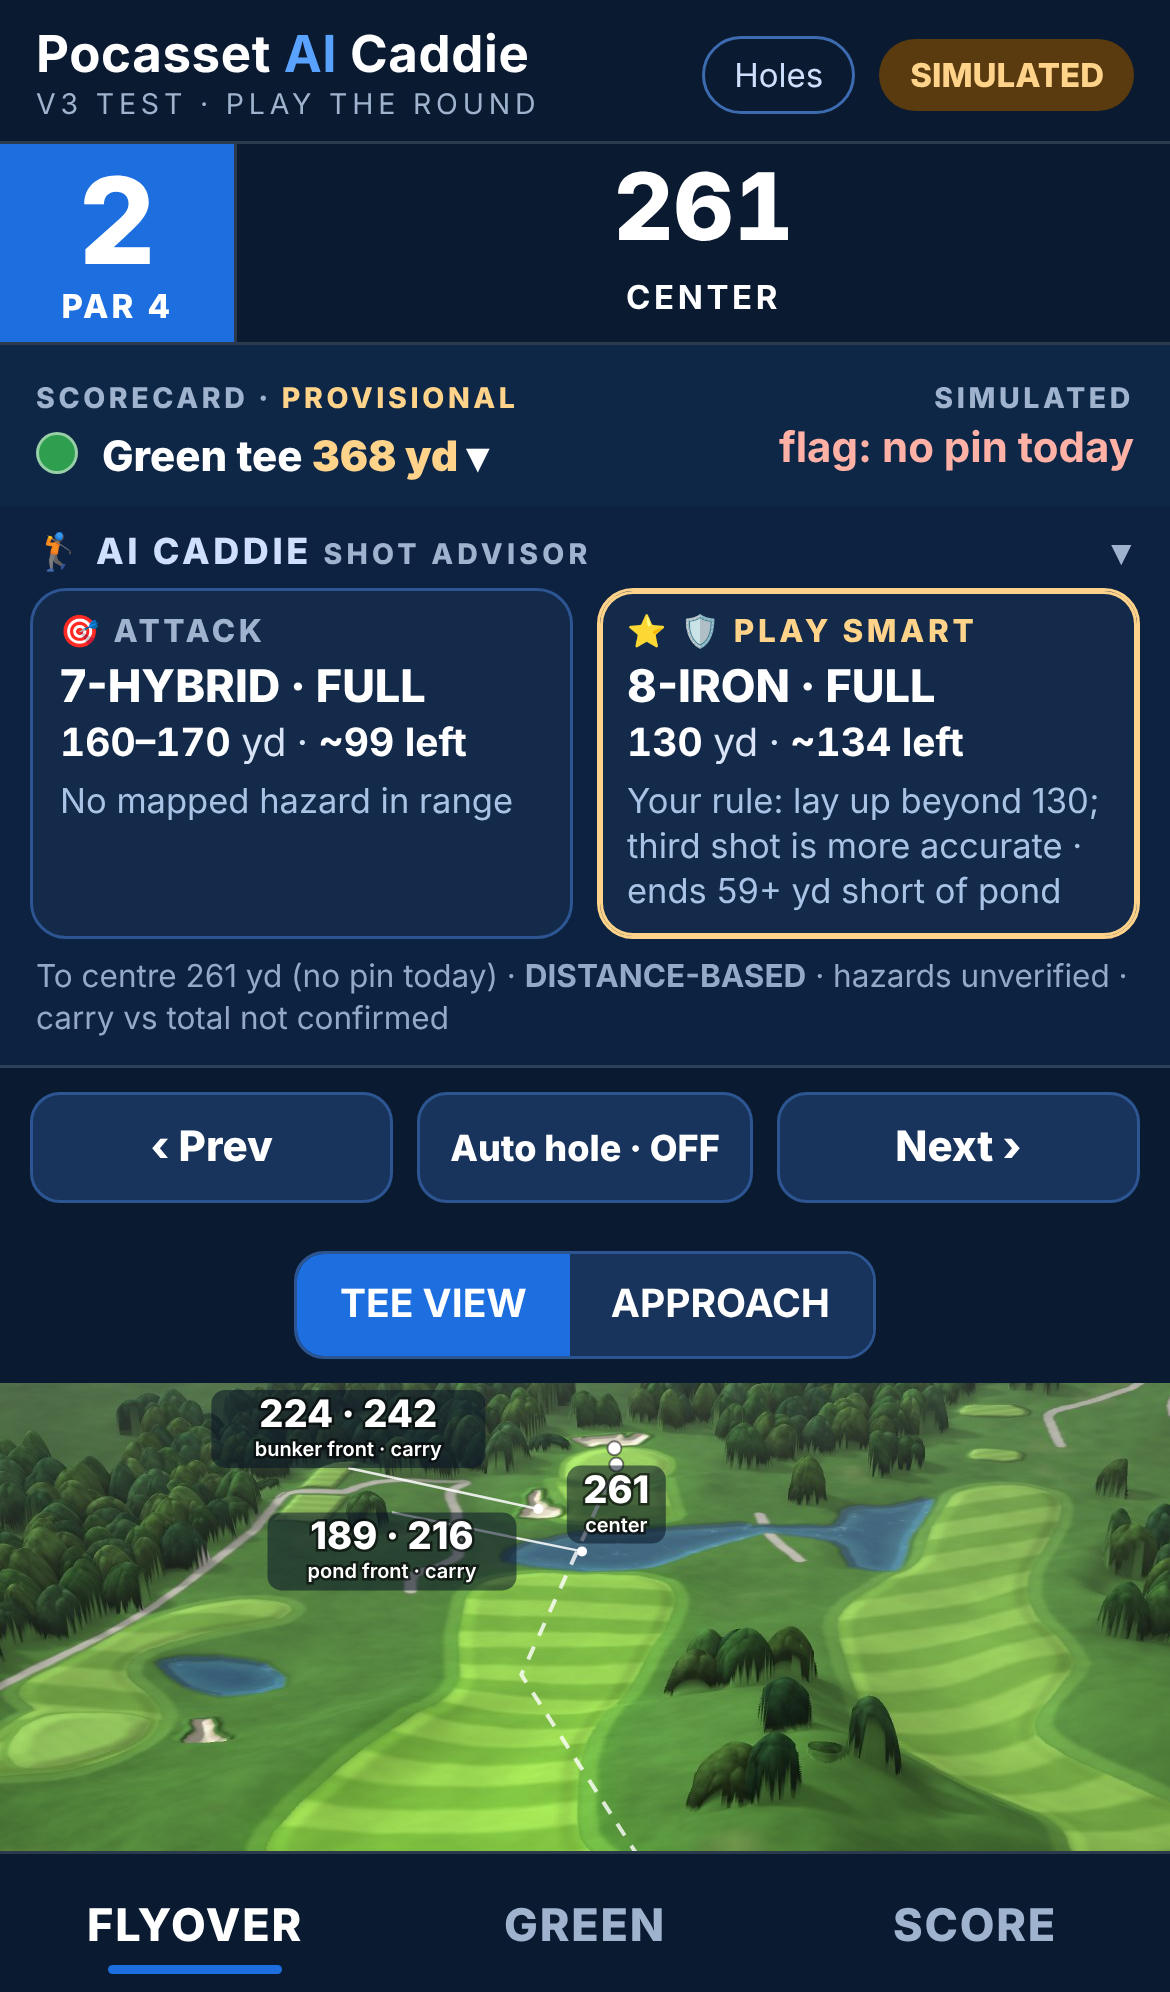 Pocasset AI Caddie
V3 TEST · PLAY THE ROUND
Holes
SIMULATED
2
PAR 4
261
CENTER
SCORECARD · PROVISIONAL
Green tee 368 yd ▾
SIMULATED
flag: no pin today
AI CADDIE SHOT ADVISOR
▾
ATTACK
7-HYBRID · FULL
160–170 yd · ~99 left
No mapped hazard in range
PLAY SMART
8-IRON · FULL
130 yd · ~134 left
Your rule: lay up beyond 130;
third shot is more accurate ·
ends 59+ yd short of pond
To centre 261 yd (no pin today) · DISTANCE-BASED · hazards unverified ·
carry vs total not confirmed
‹ Prev
Auto hole · OFF
Next ›
TEE VIEW
APPROACH
224 · 242
bunker front · carry
261
center
189 · 216
pond front · carry
FLYOVER
GREEN
SCORE